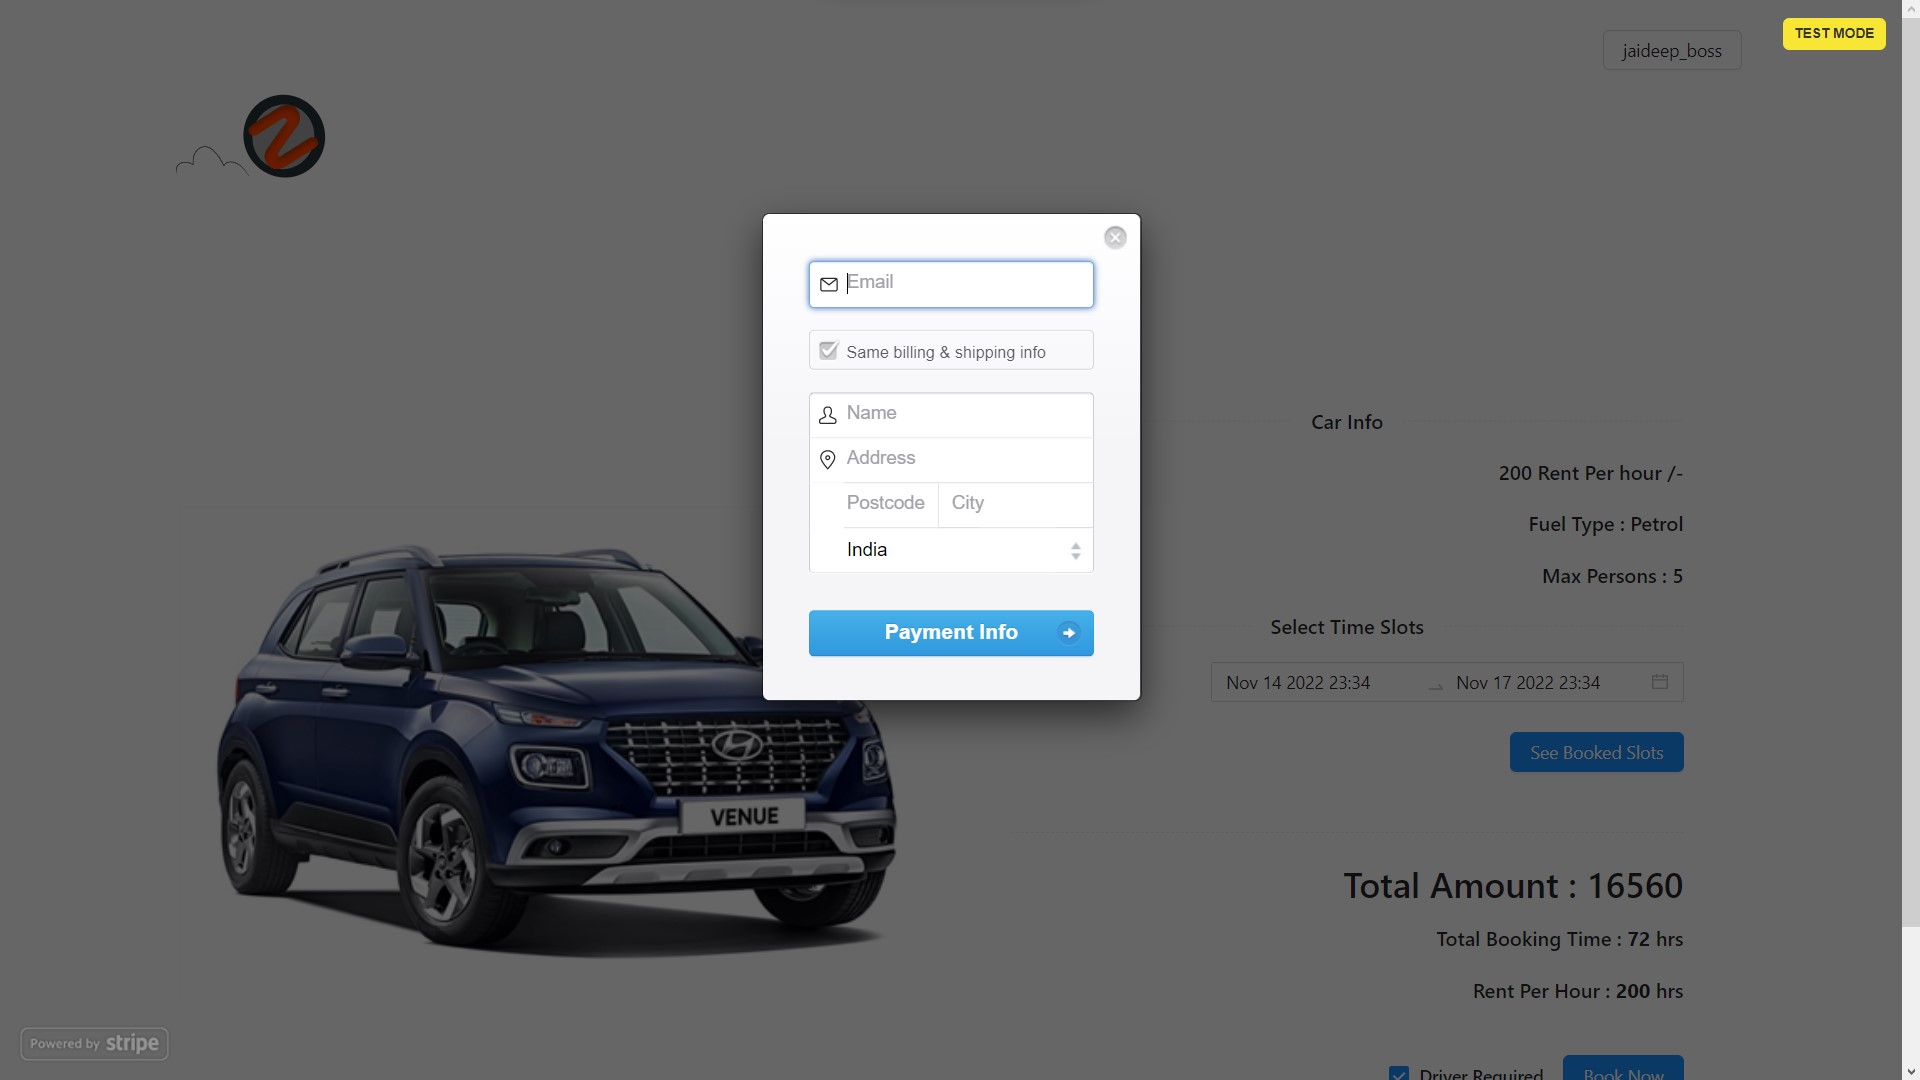 TEST MODE
jaideep_boss
Email
Same billing & shipping info
Name
Address
Postcode City
India
Payment Info
Car Info
200 Rent Per hour /-
Fuel Type : Petrol
Max Persons : 5
Select Time Slots
Nov 14 2022 23:34 → Nov 17 2022 23:34
See Booked Slots
VENUE
Total Amount : 16560
Total Booking Time : 72 hrs
Rent Per Hour : 200 hrs
Driver Required Book Now
Powered by stripe